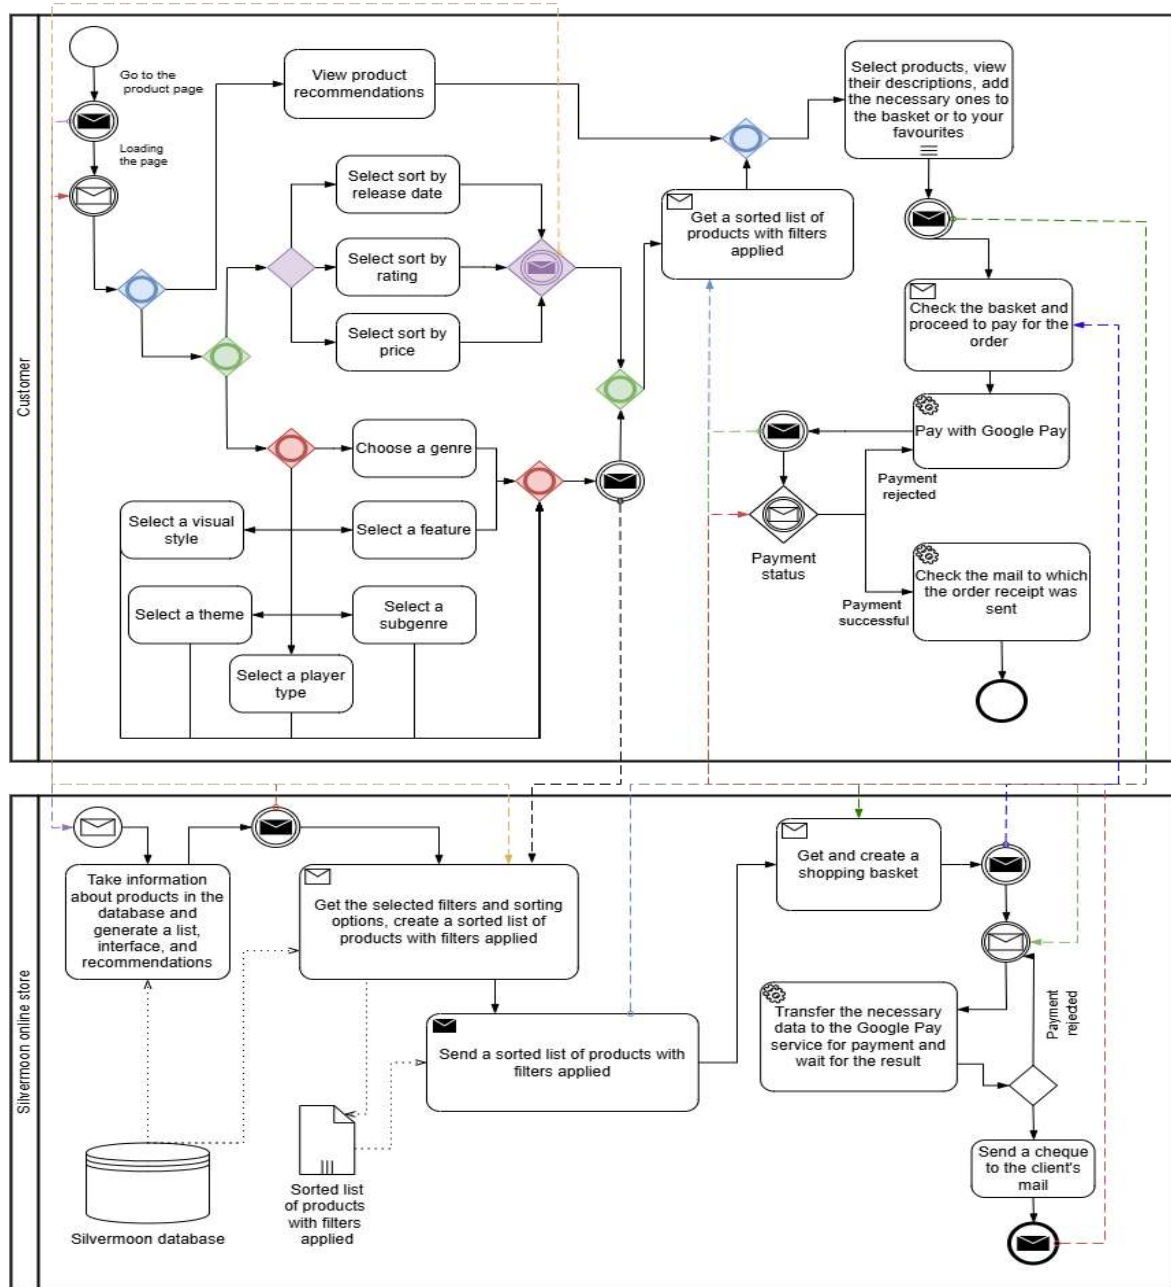 Customer
Go to the
product page
Loading
the page
View product
recommendations
Select sort by
release date
Select sort by
rating
Select sort by
price
Choose a genre
Select a visual
style
Select a feature
Select a theme
Select a
subgenre
Select a player
type
Get a sorted list of
products with filters
applied
Select products, view
their descriptions, add
the necessary ones to
the basket or to your
favourites
Check the basket and
proceed to pay for the
order
Pay with Google Pay
Payment
rejected
Payment
status
Payment
successful
Check the mail to which
the order receipt was
sent
Silvermoon online store
Take information
about products in the
database and
generate a list,
interface, and
recommendations
Get the selected filters and sorting
options, create a sorted list of
products with filters applied
Send a sorted list of products with
filters applied
Get and create a
shopping basket
Transfer the necessary
data to the Google Pay
service for payment and
wait for the result
Payment
rejected
Send a cheque
to the client's
mail
Silvermoon database
Sorted list
of products
with filters
applied